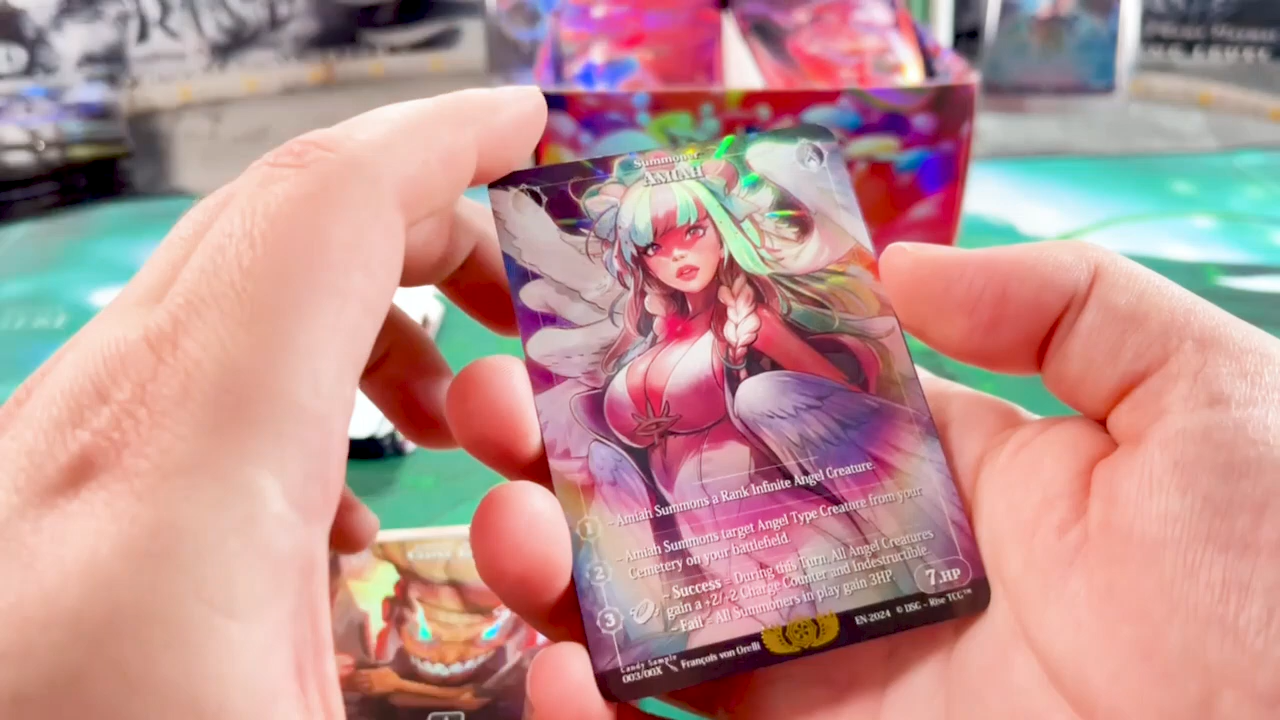 Summoner
AMIAH
1 – Amiah Summons a Rank Infinite Angel Creature.
2 – Amiah Summons target Angel Type Creature from your
Cemetery on your battlefield.
3 – Success = During this Turn. All Angel Creatures
gain a +2/-2 Charge Counter and Indestructible.
– Fail = All Summoners in play gain 3HP.
7.HP
Candy Sample
003/00X François von Orelli
EN-2024 © DSG – Rise TCG™